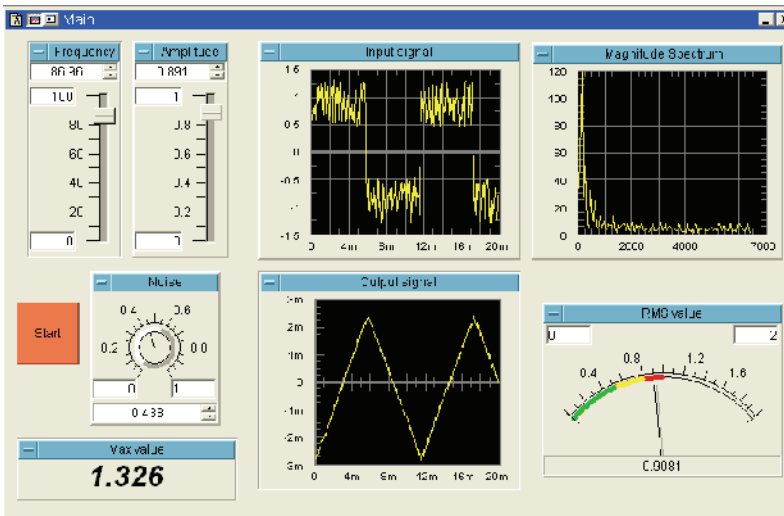 Main
Frequency
86.96
100
80
60
40
20
0
Amplitude
0.891
1
0.8
0.6
0.4
0.2
0
Input signal
1.5
1
0.5
0
-0.5
-1
-1.5
0 4m 8m 12m 16m 20m
Magnitude Spectrum
120
80
60
40
20
0
0 2000 4000 7000
Start
Noise
0.4 0.6
0.2
0 1
Output signal
2m
1m
0
-1m
-2m
0 4m 8m 12m 16m 20m
RMS value
0 2
0.4 0.8 1.2 1.6
0.9081
Max value
1.326